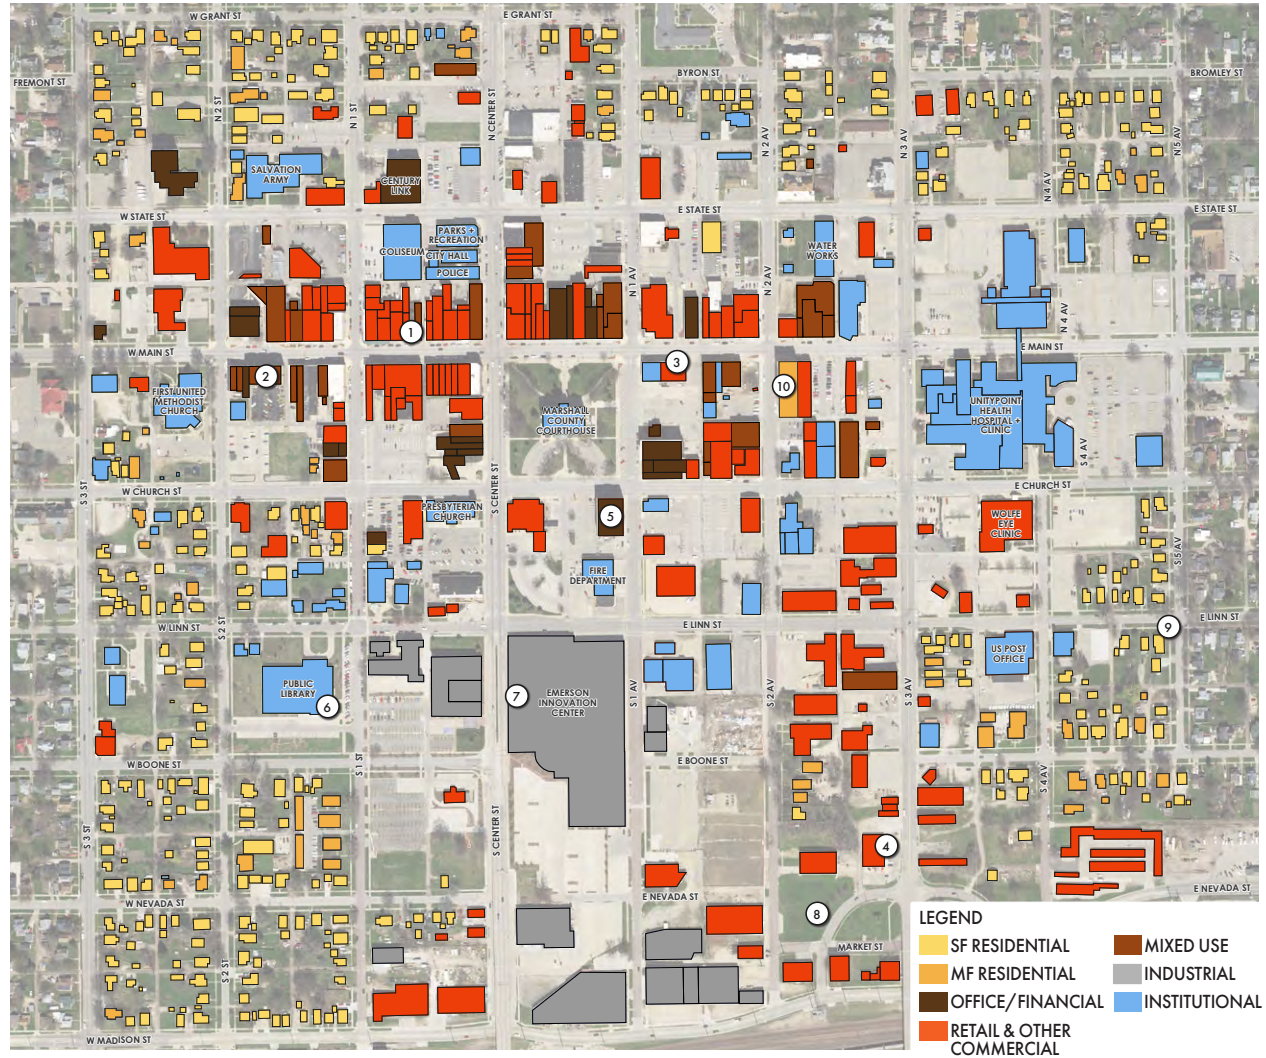 W GRANT ST
E GRANT ST
FREMONT ST
BYRON ST
BROMLEY ST
N 2 ST
N 1 ST
N CENTER ST
N 2 AV
N 3 AV
N 4 AV
N 5 AV
SALVATION
ARMY
CENTURY
LINK
W STATE ST
E STATE ST
E STATE ST
COLISEUM
PARKS +
RECREATION
CITY HALL
POLICE
WATER
WORKS
N 1 AV
N 2 AV
N 4 AV
1
W MAIN ST
E MAIN ST
2
3
10
FIRST UNITED
METHODIST
CHURCH
MARSHALL
COUNTY
COURTHOUSE
UNITYPOINT
HEALTH
HOSPITAL +
CLINIC
S 4 AV
S 3 ST
W CHURCH ST
S CENTER ST
E CHURCH ST
PRESBYTERIAN
CHURCH
5
WOLFE
EYE
CLINIC
S 5 AV
FIRE
DEPARTMENT
W LINN ST
S 2 ST
E LINN ST
E LINN ST
9
PUBLIC
LIBRARY
6
7
EMERSON
INNOVATION
CENTER
US POST
OFFICE
S 1 AV
S 2 AV
S 3 AV
W BOONE ST
S 1 ST
E BOONE ST
S 4 AV
S 3 ST
S CENTER ST
4
W NEVADA ST
E NEVADA ST
E NEVADA ST
8
MARKET ST
S 2 ST
W MADISON ST
LEGEND
SF RESIDENTIAL
MF RESIDENTIAL
OFFICE/FINANCIAL
RETAIL & OTHER
COMMERCIAL
MIXED USE
INDUSTRIAL
INSTITUTIONAL